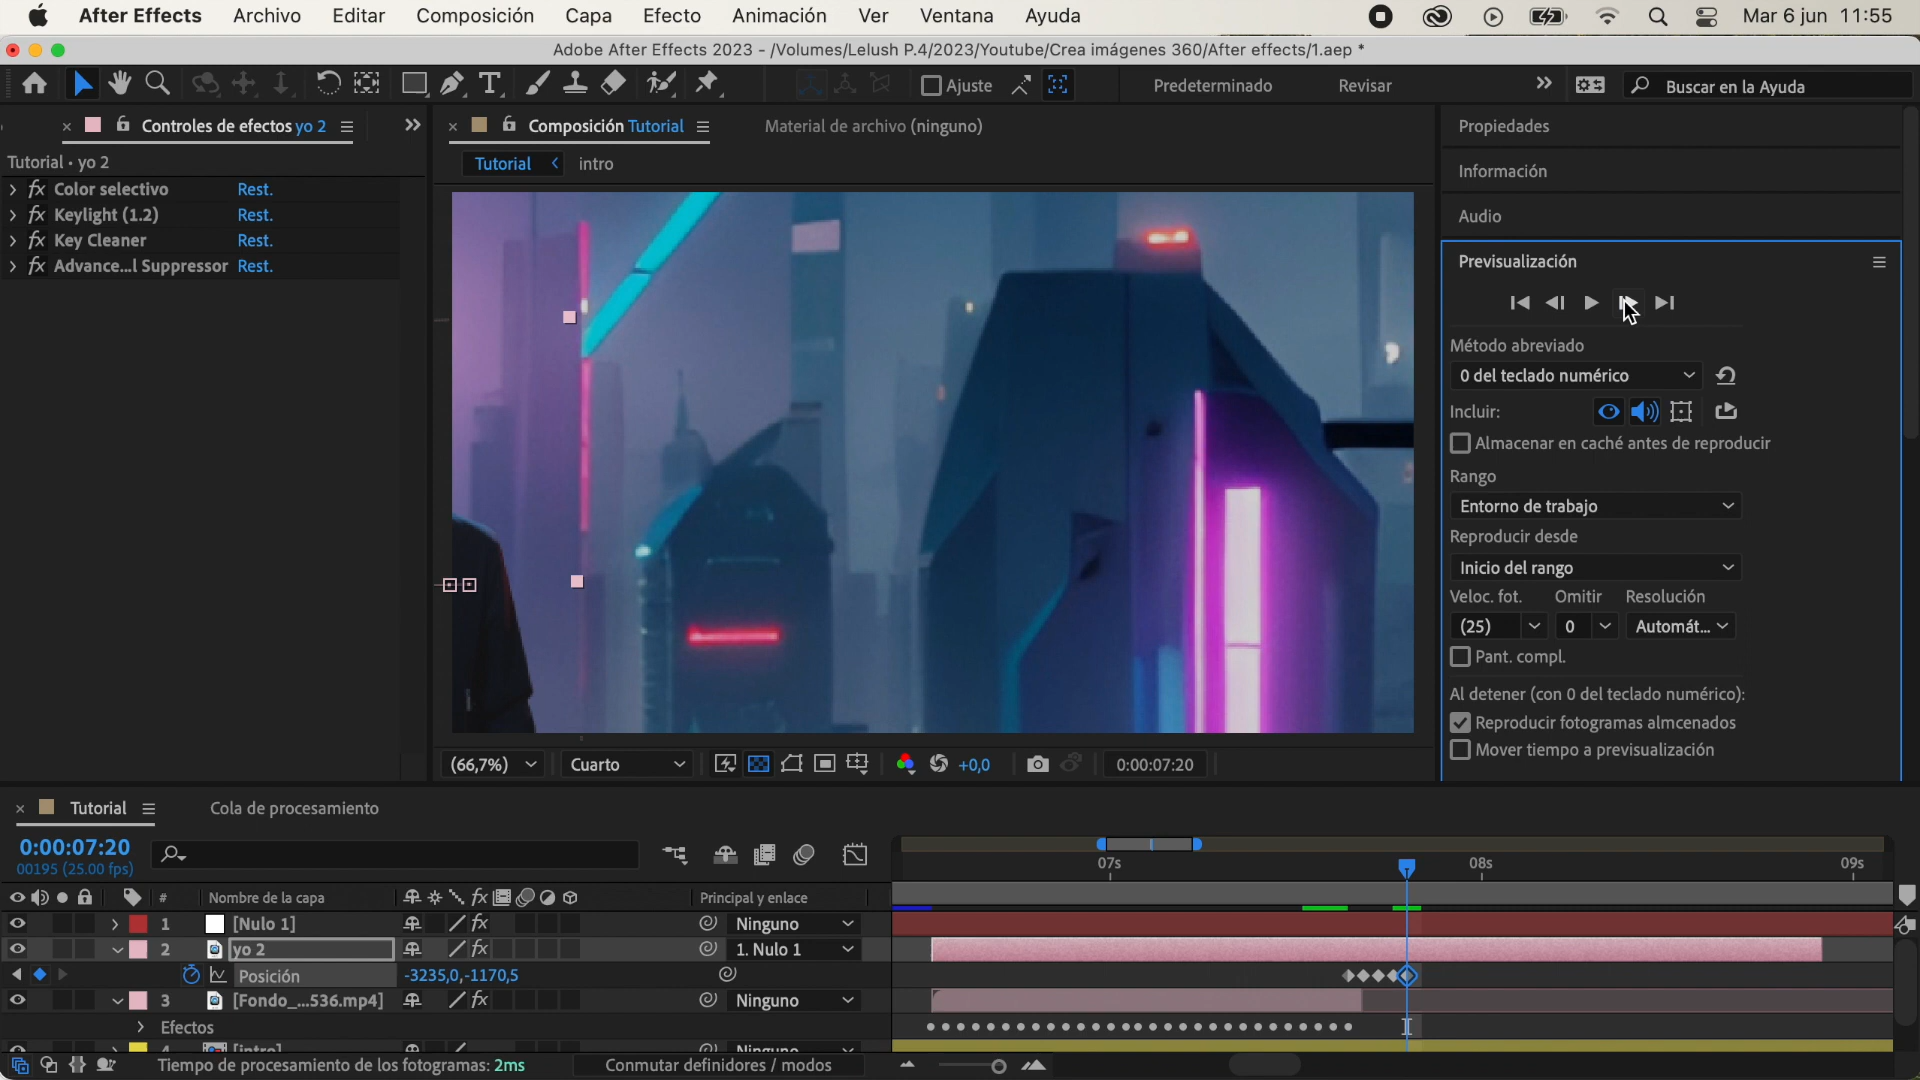 After Effects Archivo Editar Composición Capa Efecto Animación Ver Ventana Ayuda Mar 6 jun 11:55
Adobe After Effects 2023 - /Volumes/Lelush P.4/2023/Youtube/Crea imágenes 360/After effects/1.aep *
Ajuste Predeterminado Revisar Buscar en la Ayuda
Controles de efectos yo 2
Composición Tutorial
Material de archivo (ninguno)
Propiedades
Tutorial • yo 2
Tutorial intro
Información
Color selectivo Rest.
Keylight (1.2) Rest.
Audio
Key Cleaner Rest.
Advance...l Suppressor Rest.
Previsualización
Método abreviado
0 del teclado numérico
Incluir:
Almacenar en caché antes de reproducir
Rango
Entorno de trabajo
Reproducir desde
Inicio del rango
Veloc. fot. Omitir Resolución
(25) 0 Automát...
Pant. compl.
Al detener (con 0 del teclado numérico):
Reproducir fotogramas almcenados
Mover tiempo a previsualización
(66,7%) Cuarto +0,0 0:00:07:20
Tutorial Cola de procesamiento
0:00:07:20
00195 (25.00 fps)
07s 08s 09s
# Nombre de la capa fx Principal y enlace
1 [Nulo 1] fx Ninguno
2 yo 2 fx 1. Nulo 1
Posición -3235,0,-1170,5
3 [Fondo_...536.mp4] fx Ninguno
Efectos
4 [intro] Ninguno
Tiempo de procesamiento de los fotogramas: 2ms Conmutar definidores / modos